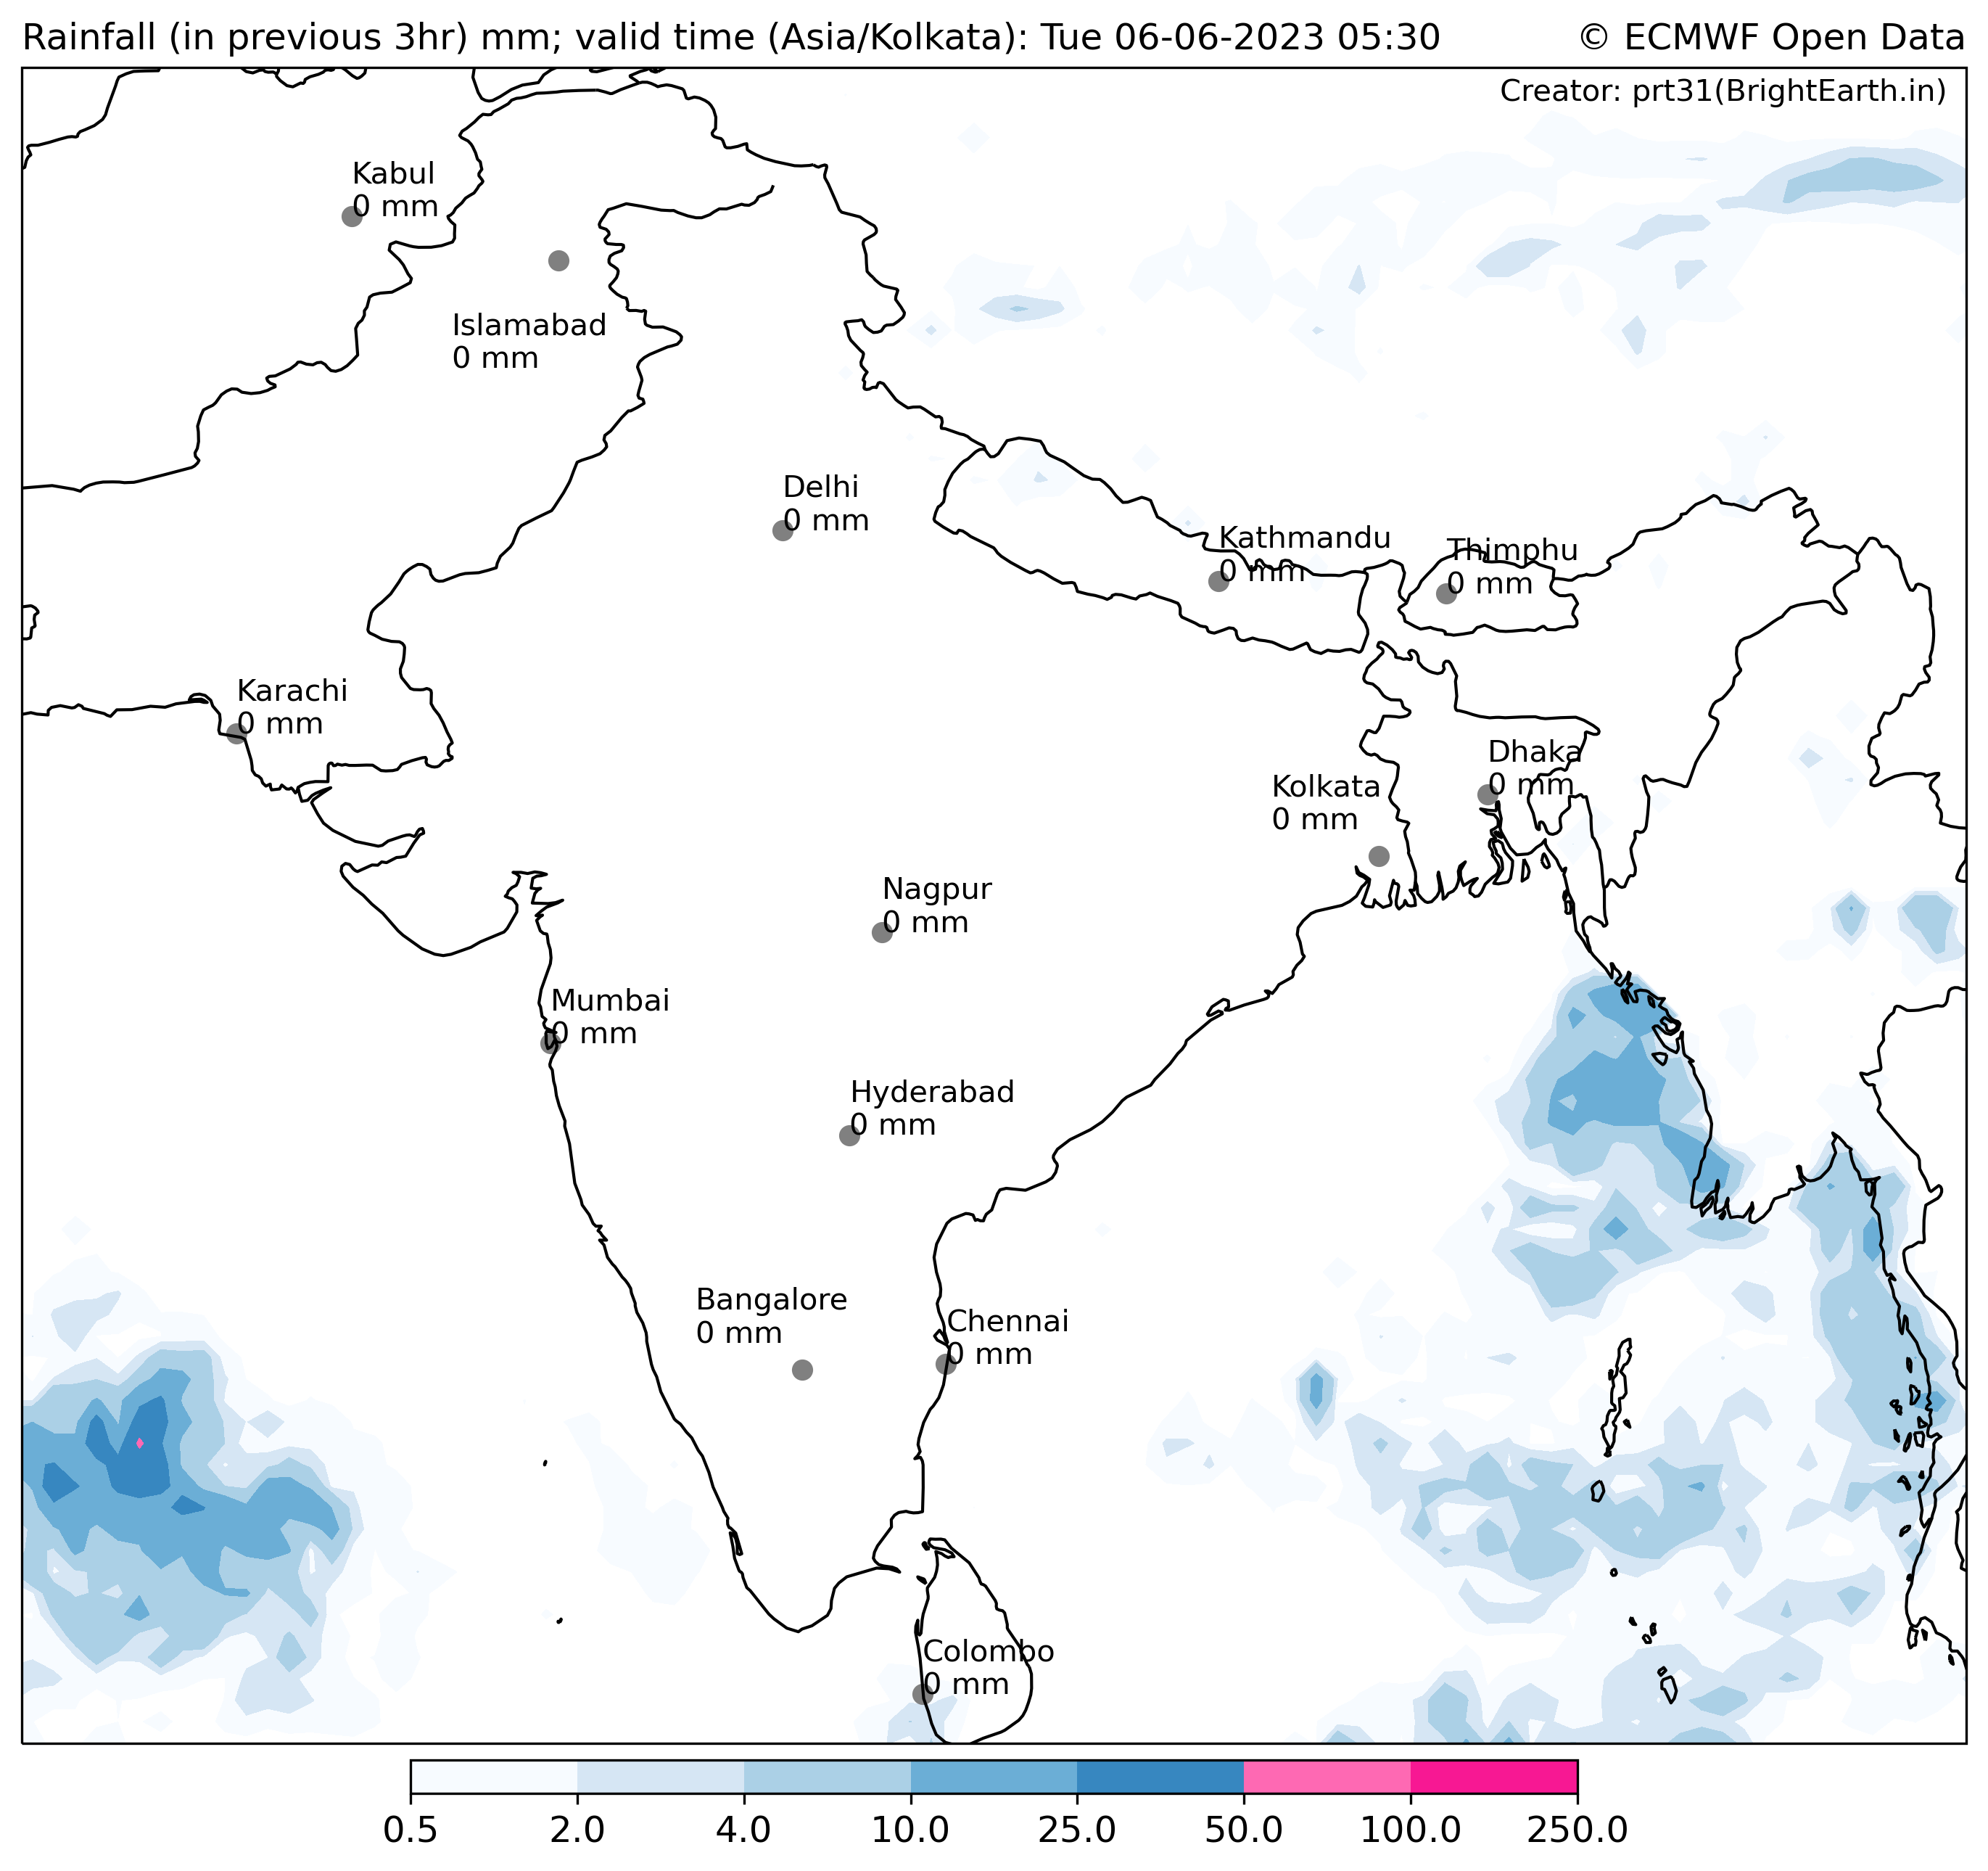 Rainfall (in previous 3hr) mm; valid time (Asia/Kolkata): Tue 06-06-2023 05:30
© ECMWF Open Data
Creator: prt31(BrightEarth.in)
Kabul
0 mm
Islamabad
0 mm
Delhi
0 mm
Kathmandu
0 mm
Thimphu
0 mm
Karachi
0 mm
Dhaka
0 mm
Kolkata
0 mm
Nagpur
0 mm
Mumbai
0 mm
Hyderabad
0 mm
Bangalore
0 mm
Chennai
0 mm
Colombo
0 mm
0.5 2.0 4.0 10.0 25.0 50.0 100.0 250.0